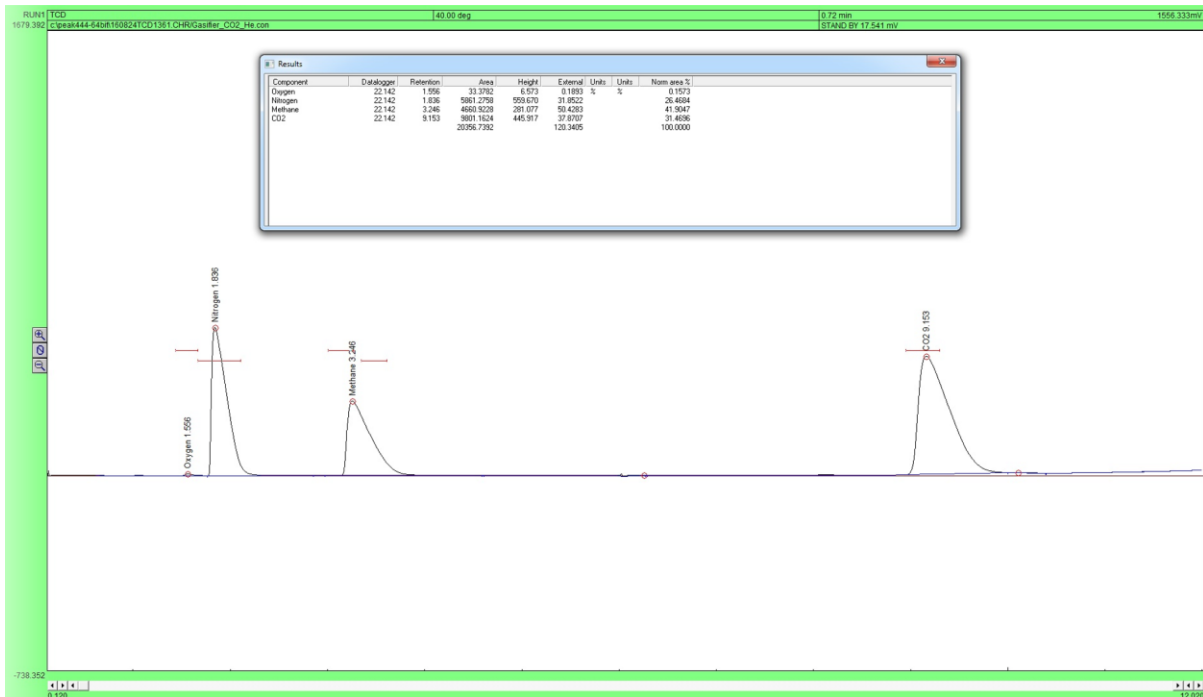 RUN1 TCD 40.00 deg 0.72 min 1556.333mV
1679.392 c:\peak444-64bit\160824TCD1361.CHR/Gasifier_CO2_He.con STAND BY 17.541 mV
Results
Component Datalogger Retention Area Height External Units Units Norm area %
Oxygen 22.142 1.556 33.3782 6.573 0.1893 % % 0.1573
Nitrogen 22.142 1.836 5861.2758 559.670 31.8522 26.4684
Methane 22.142 3.246 4660.9228 281.077 50.4283 41.9047
CO2 22.142 9.153 9801.1624 445.917 37.8707 31.4696
20356.7392 120.3405 100.0000
Oxygen 1.556
Nitrogen 1.836
Methane 3.246
CO2 9.153
-738.352
0.120 12.020